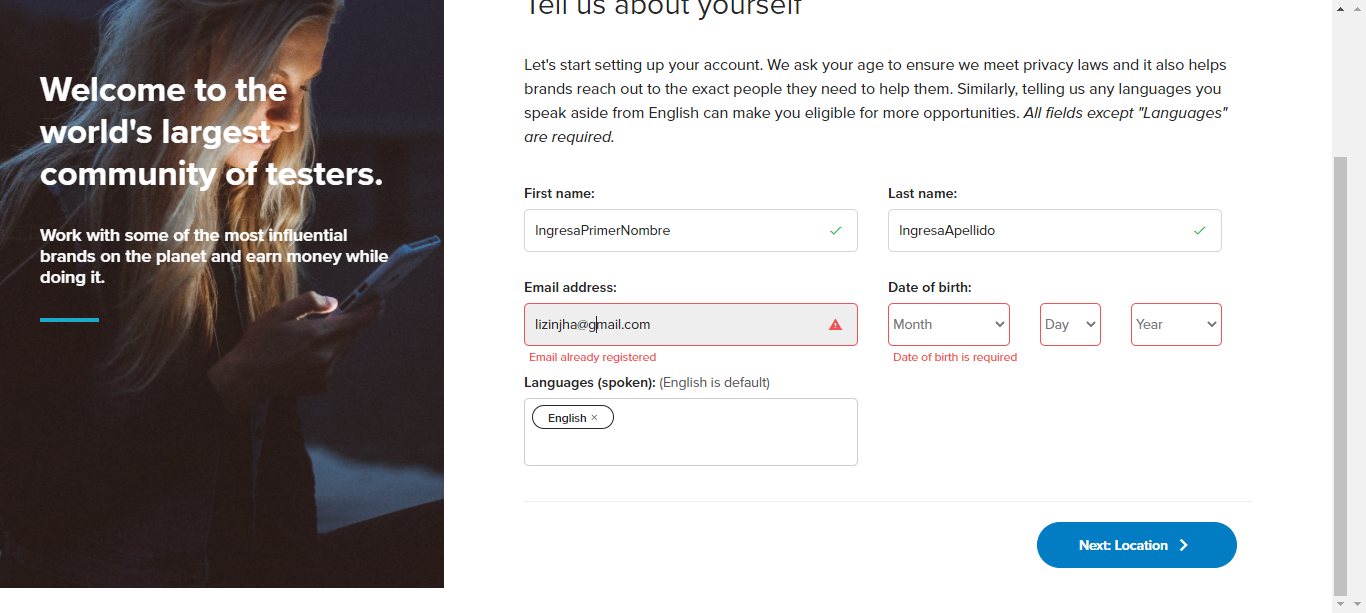 Welcome to the
world's largest
community of testers.
Work with some of the most influential
brands on the planet and earn money while
doing it.
Tell us about yourself
Let's start setting up your account. We ask your age to ensure we meet privacy laws and it also helps
brands reach out to the exact people they need to help them. Similarly, telling us any languages you
speak aside from English can make you eligible for more opportunities. All fields except "Languages"
are required.
First name:
Last name:
IngresaPrimerNombre
IngresaApellido
Email address:
Date of birth:
lizinjha@gmail.com
Month
Day
Year
Email already registered
Date of birth is required
Languages (spoken): (English is default)
English ×
Next: Location